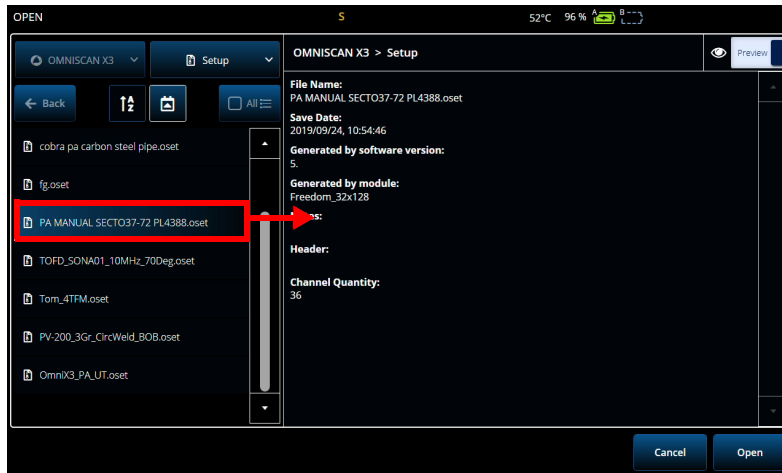 OPEN
S
52°C 96 % A B
OMNISCAN X3
Setup
OMNISCAN X3 > Setup
Preview
Back
All
File Name:
PA MANUAL SECTO37-72 PL4388.oset
Save Date:
2019/09/24, 10:54:46
Generated by software version:
5.
Generated by module:
Freedom_32x128
es:
Header:
Channel Quantity:
36
cobra pa carbon steel pipe.oset
fg.oset
PA MANUAL SECTO37-72 PL4388.oset
TOFD_SONA01_10MHz_70Deg.oset
Tom_4TFM.oset
PV-200_3Gr_CircWeld_BOB.oset
OmniX3_PA_UT.oset
Cancel
Open